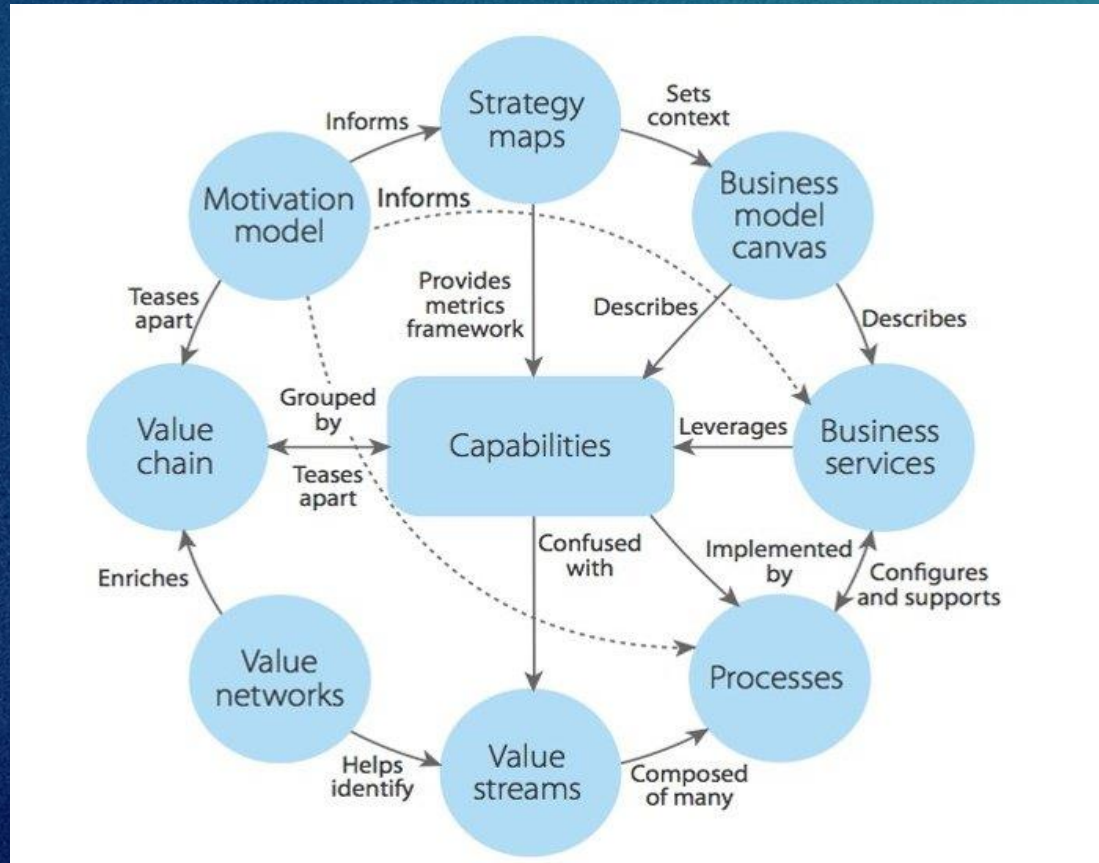 Strategy
maps
Sets
context
Informs
Motivation
model
Informs
Business
model
canvas
Teases
apart
Provides
metrics
framework
Describes
Describes
Value
chain
Grouped
by
Teases
apart
Capabilities
Leverages
Business
services
Confused
with
Implemented
by
Configures
and supports
Enriches
Value
networks
Processes
Helps
identify
Value
streams
Composed
of many